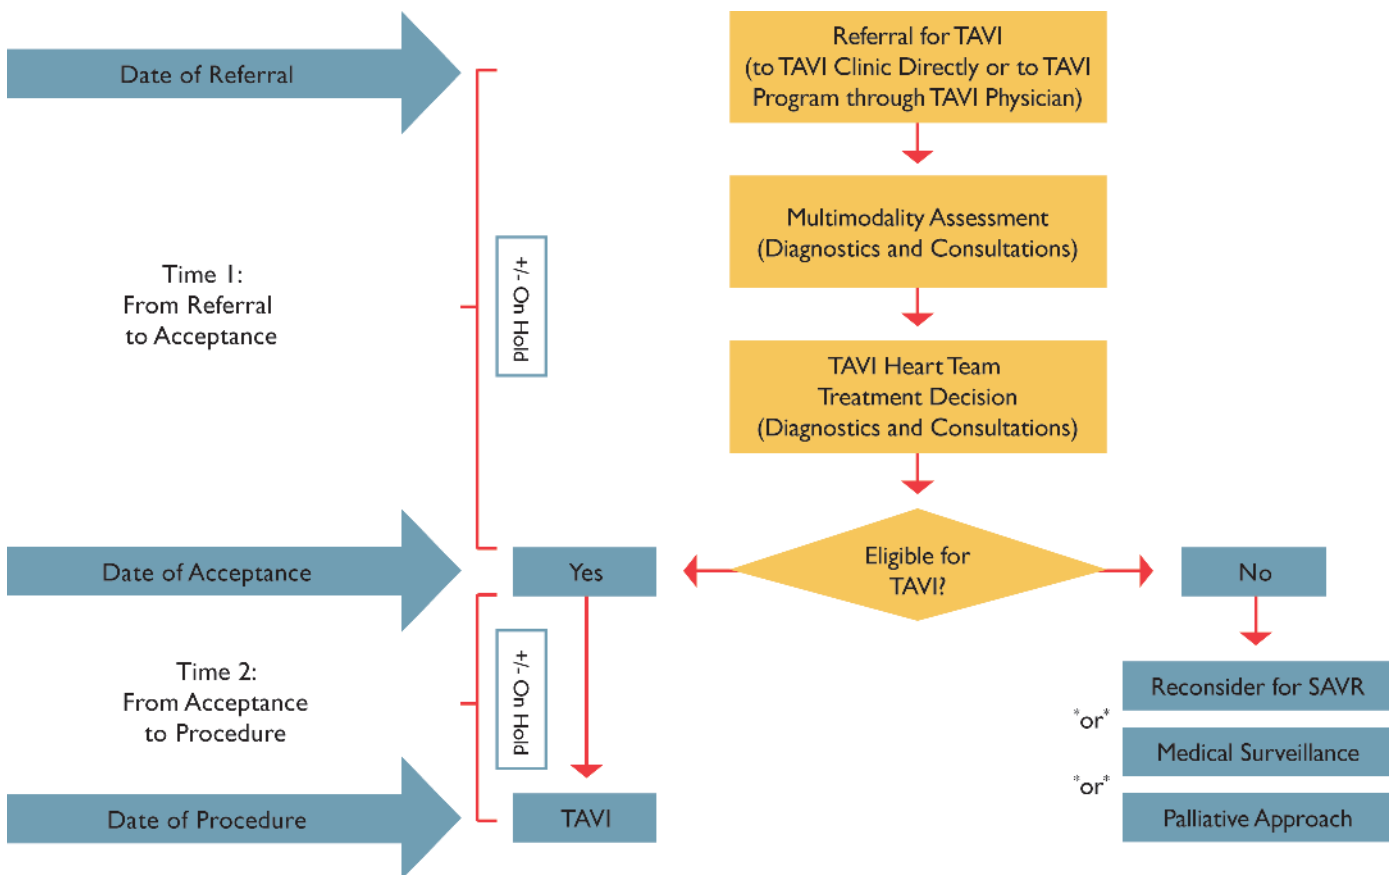 Date of Referral
Referral for TAVI
(to TAVI Clinic Directly or to TAVI
Program through TAVI Physician)
Multimodality Assessment
(Diagnostics and Consultations)
Time 1:
From Referral
to Acceptance
+/- On Hold
TAVI Heart Team
Treatment Decision
(Diagnostics and Consultations)
Date of Acceptance
Yes
Eligible for
TAVI?
No
Time 2:
From Acceptance
to Procedure
+/- On Hold
Reconsider for SAVR
*or*
Medical Surveillance
*or*
Palliative Approach
Date of Procedure
TAVI